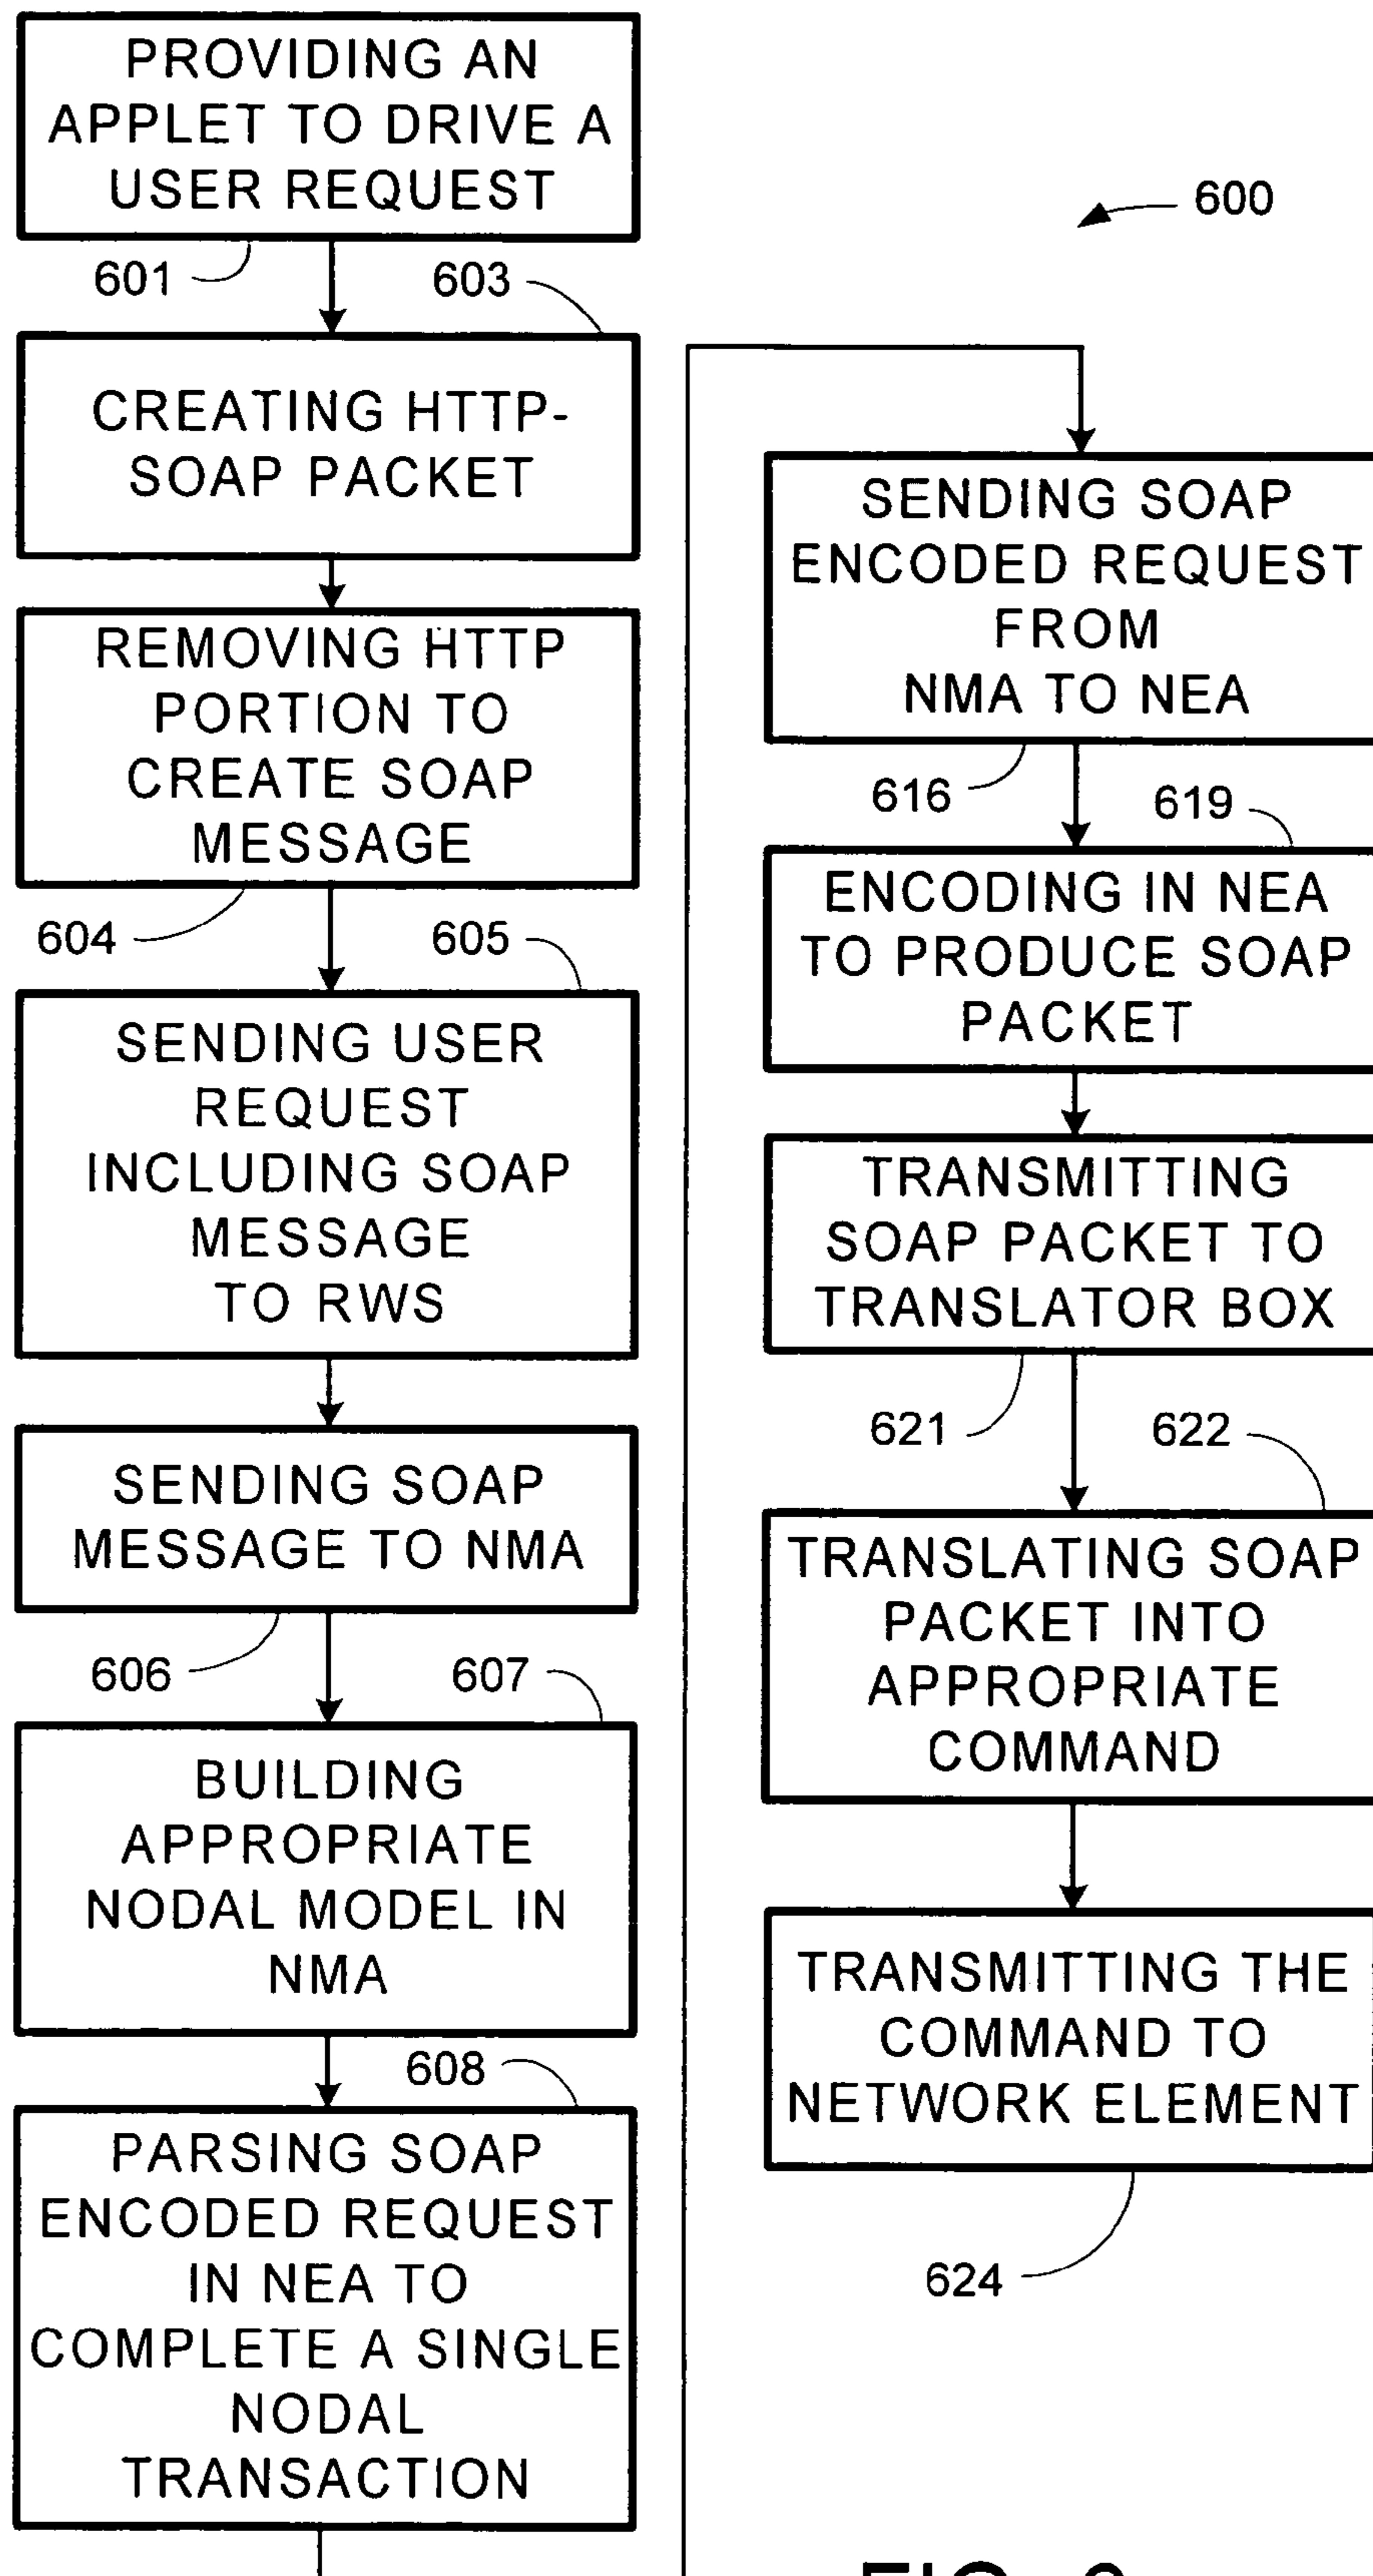 PROVIDING AN
APPLET TO DRIVE A
USER REQUEST
601
603
CREATING HTTP-
SOAP PACKET
REMOVING HTTP
PORTION TO
CREATE SOAP
MESSAGE
604
605
SENDING USER
REQUEST
INCLUDING SOAP
MESSAGE
TO RWS
SENDING SOAP
MESSAGE TO NMA
606
607
BUILDING
APPROPRIATE
NODAL MODEL IN
NMA
608
PARSING SOAP
ENCODED REQUEST
IN NEA TO
COMPLETE A SINGLE
NODAL
TRANSACTION
600
SENDING SOAP
ENCODED REQUEST
FROM
NMA TO NEA
616
619
ENCODING IN NEA
TO PRODUCE SOAP
PACKET
TRANSMITTING
SOAP PACKET TO
TRANSLATOR BOX
621
622
TRANSLATING SOAP
PACKET INTO
APPROPRIATE
COMMAND
TRANSMITTING THE
COMMAND TO
NETWORK ELEMENT
624